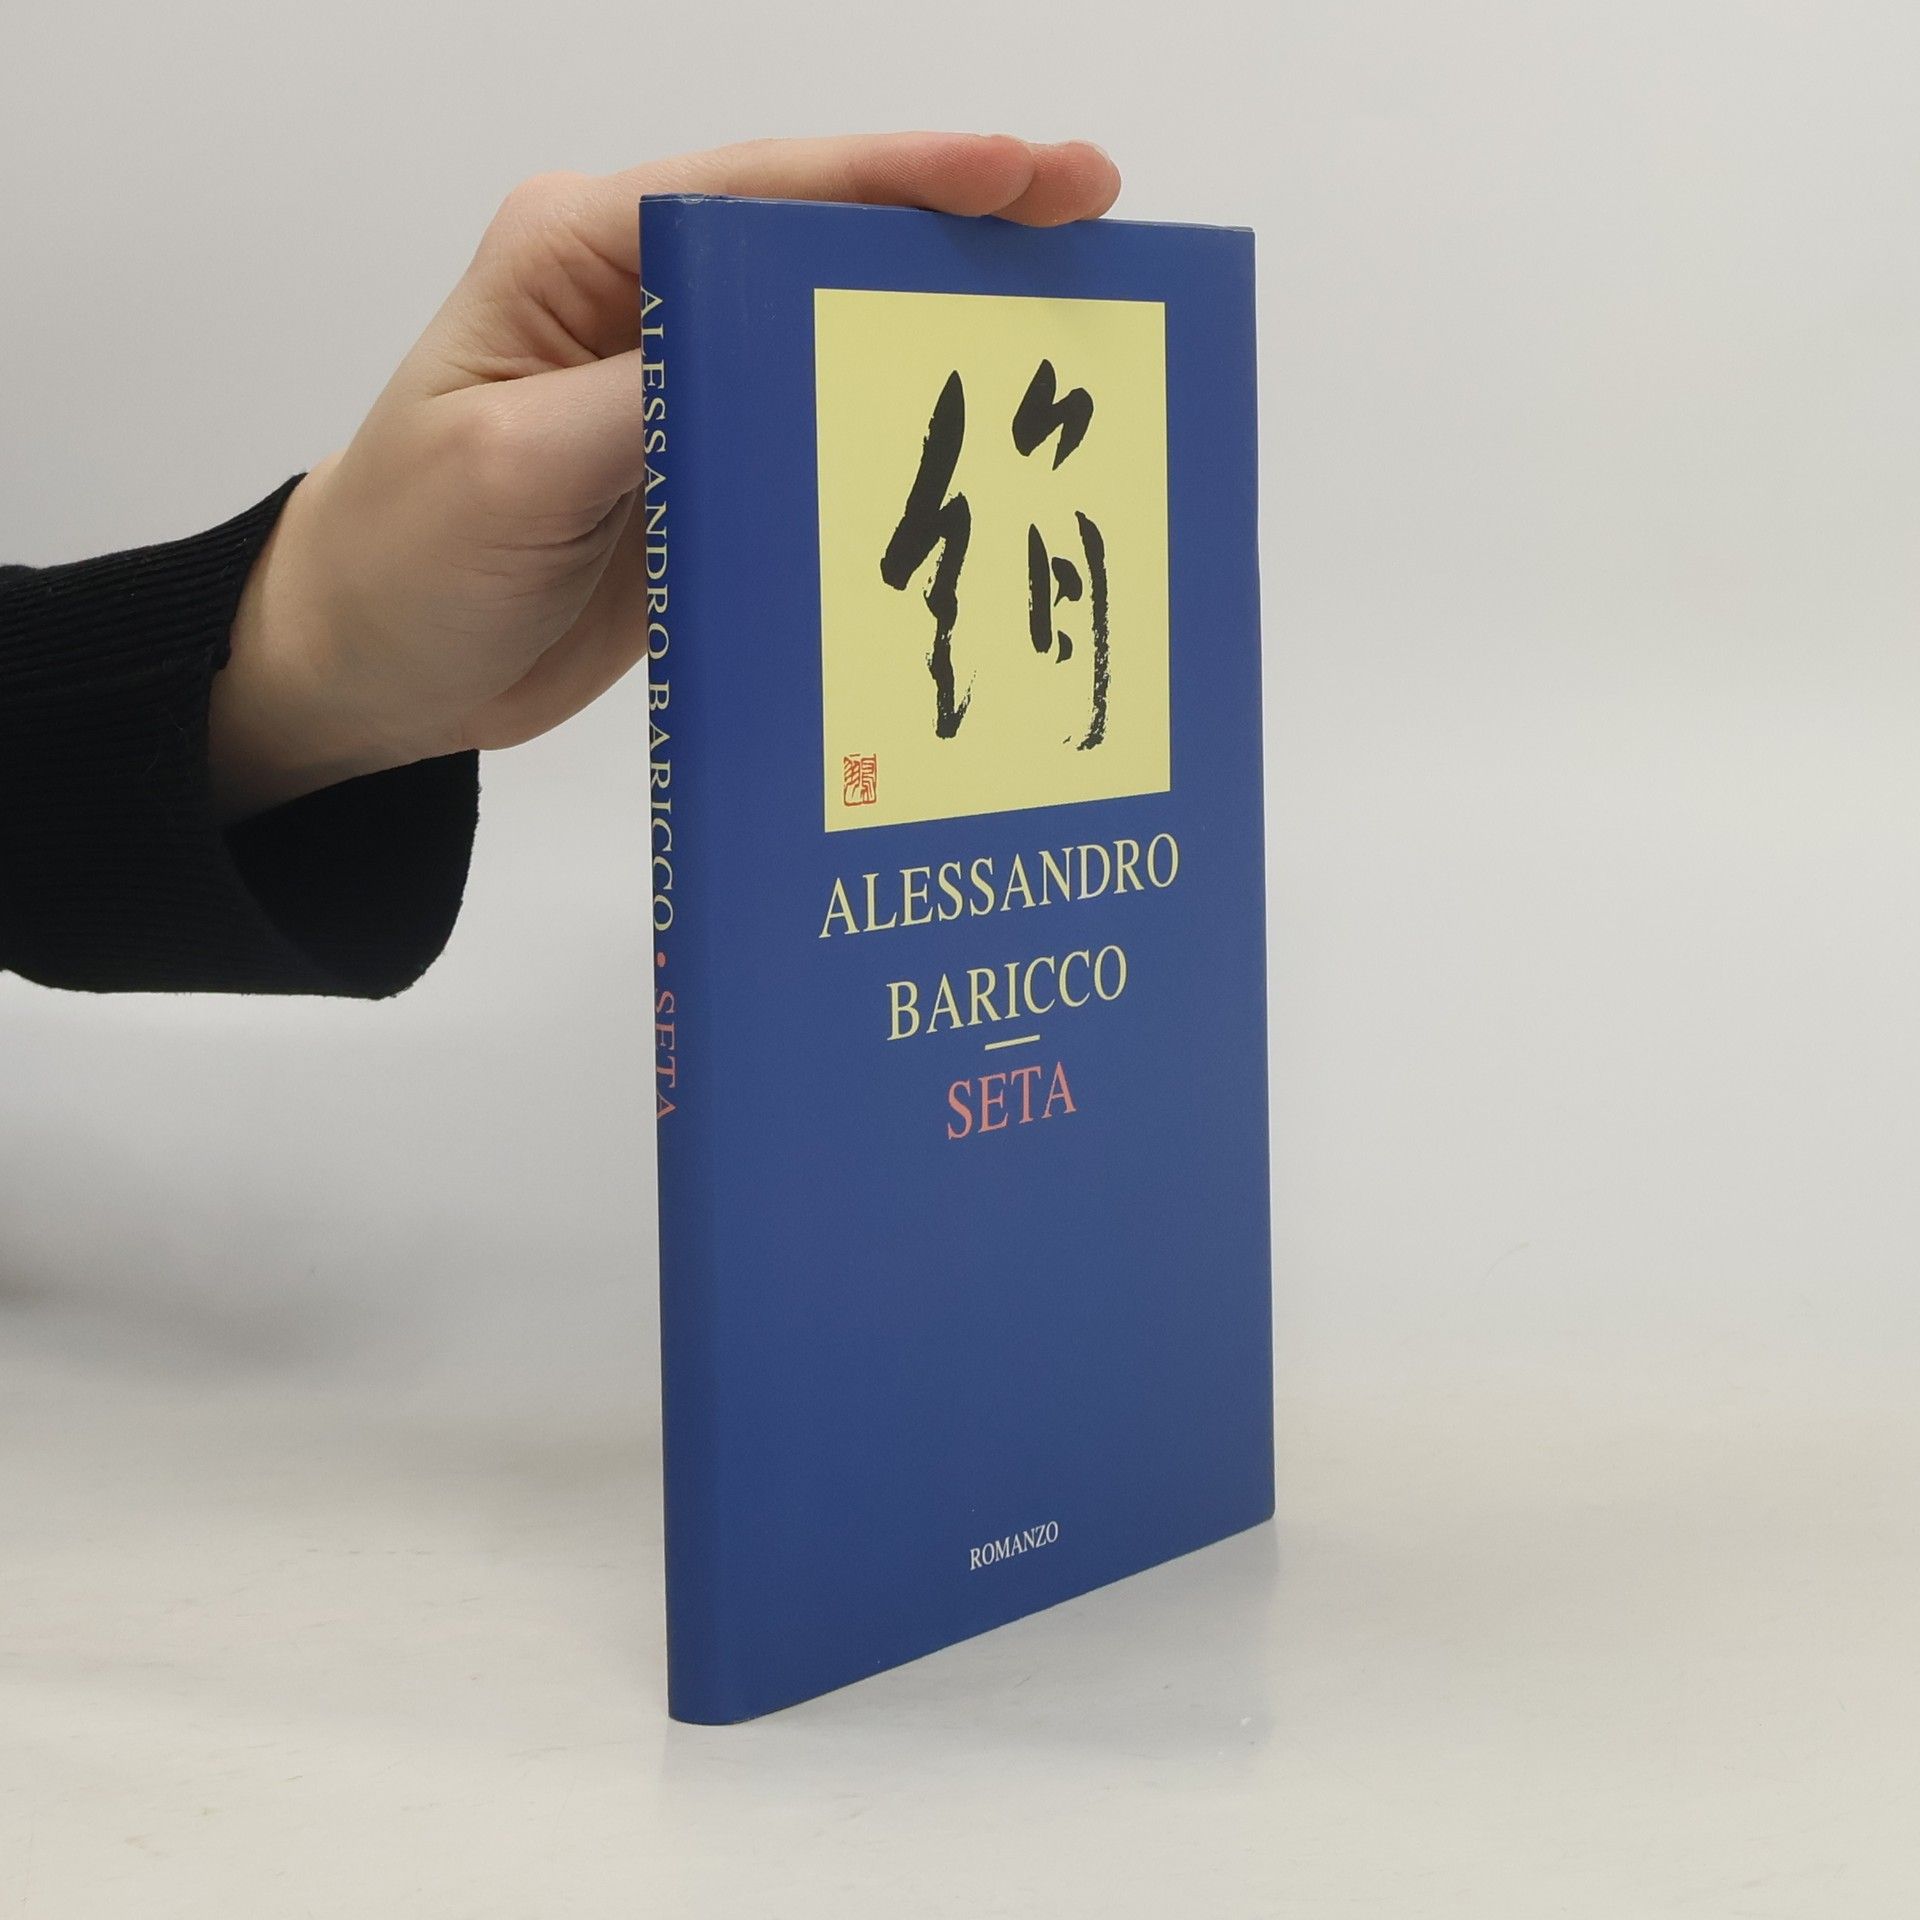 ALESSANDRO BARICCO • SETA
絹
ALESSANDRO
BARICCO
SETA
ROMANZO